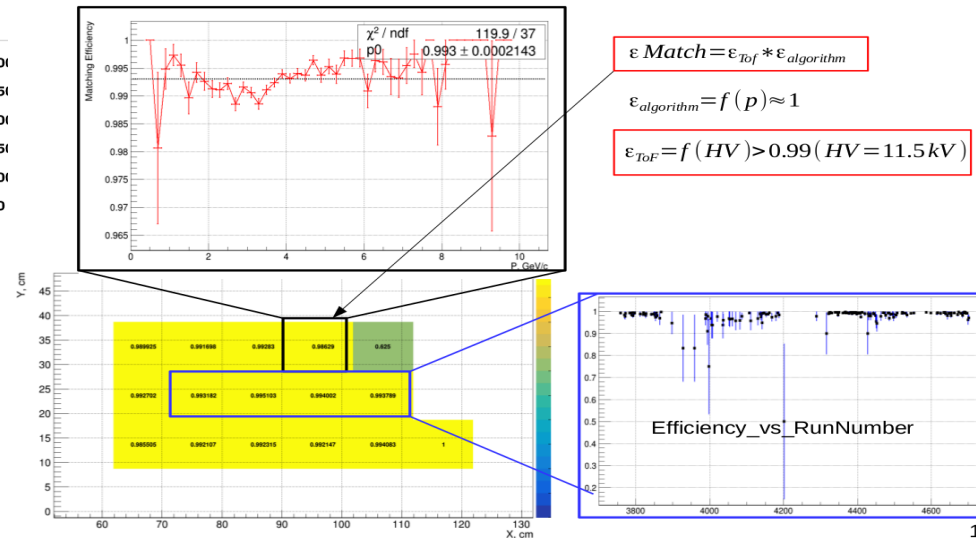 χ² / ndf 119.9 / 37
p0 0.993 ± 0.0002143
Matching Efficiency
1
0.995
0.99
0.985
0.98
0.975
0.97
0.965
0 2 4 6 8 10
P, GeV/c
ε Match=ε_Tof*ε_algorithm
ε_algorithm=f(p)≈1
ε_ToF=f(HV)>0.99(HV=11.5kV)
Y, cm
45
40
35
30
25
20
15
10
5
0
0.989825 0.991698 0.99283 0.98629 0.625
0.992702 0.993182 0.995103 0.994002 0.993789
0.985505 0.992107 0.992315 0.992147 0.994083 1
60 70 80 90 100 110 120 130
X, cm
1
0.9
0.8
0.7
0.6
0.5
0.4
0.3
0.2
Efficiency_vs_RunNumber
3800 4000 4200 4400 4600
1